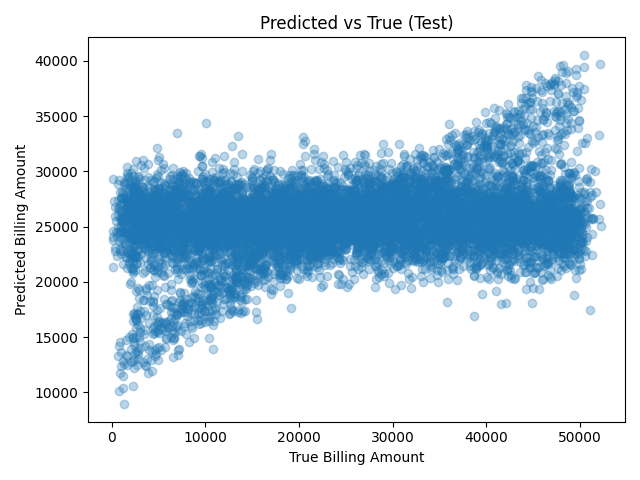 Predicted vs True (Test)
40000
35000
30000
25000
20000
15000
10000
Predicted Billing Amount
0 10000 20000 30000 40000 50000
True Billing Amount